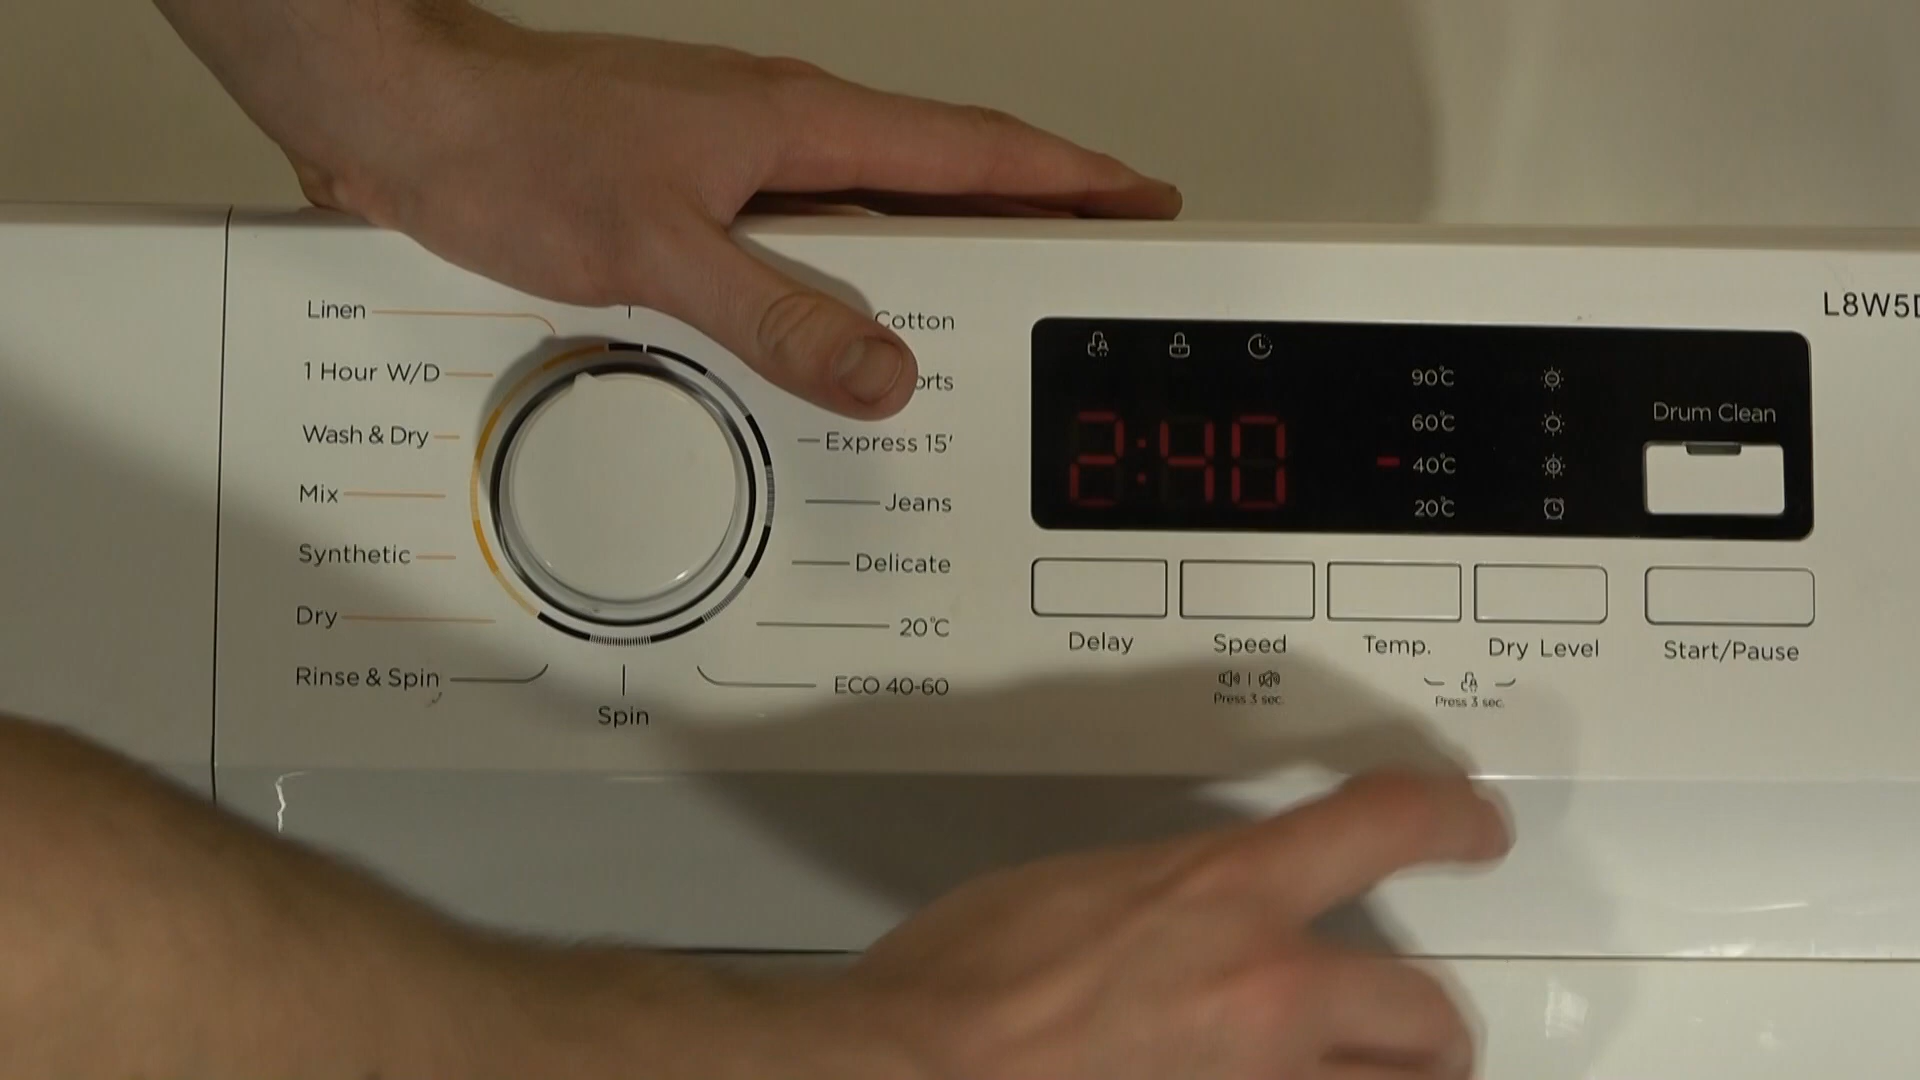 Linen
1 Hour W/D
Wash & Dry
Mix
Synthetic
Dry
Rinse & Spin
Spin
Cotton
orts
Express 15'
Jeans
Delicate
20°C
ECO 40-60
2:40
90°C
60°C
40°C
20°C
Drum Clean
L8W5D
Delay
Speed
Press 3 sec.
Temp.
Dry Level
Press 3 sec.
Start/Pause